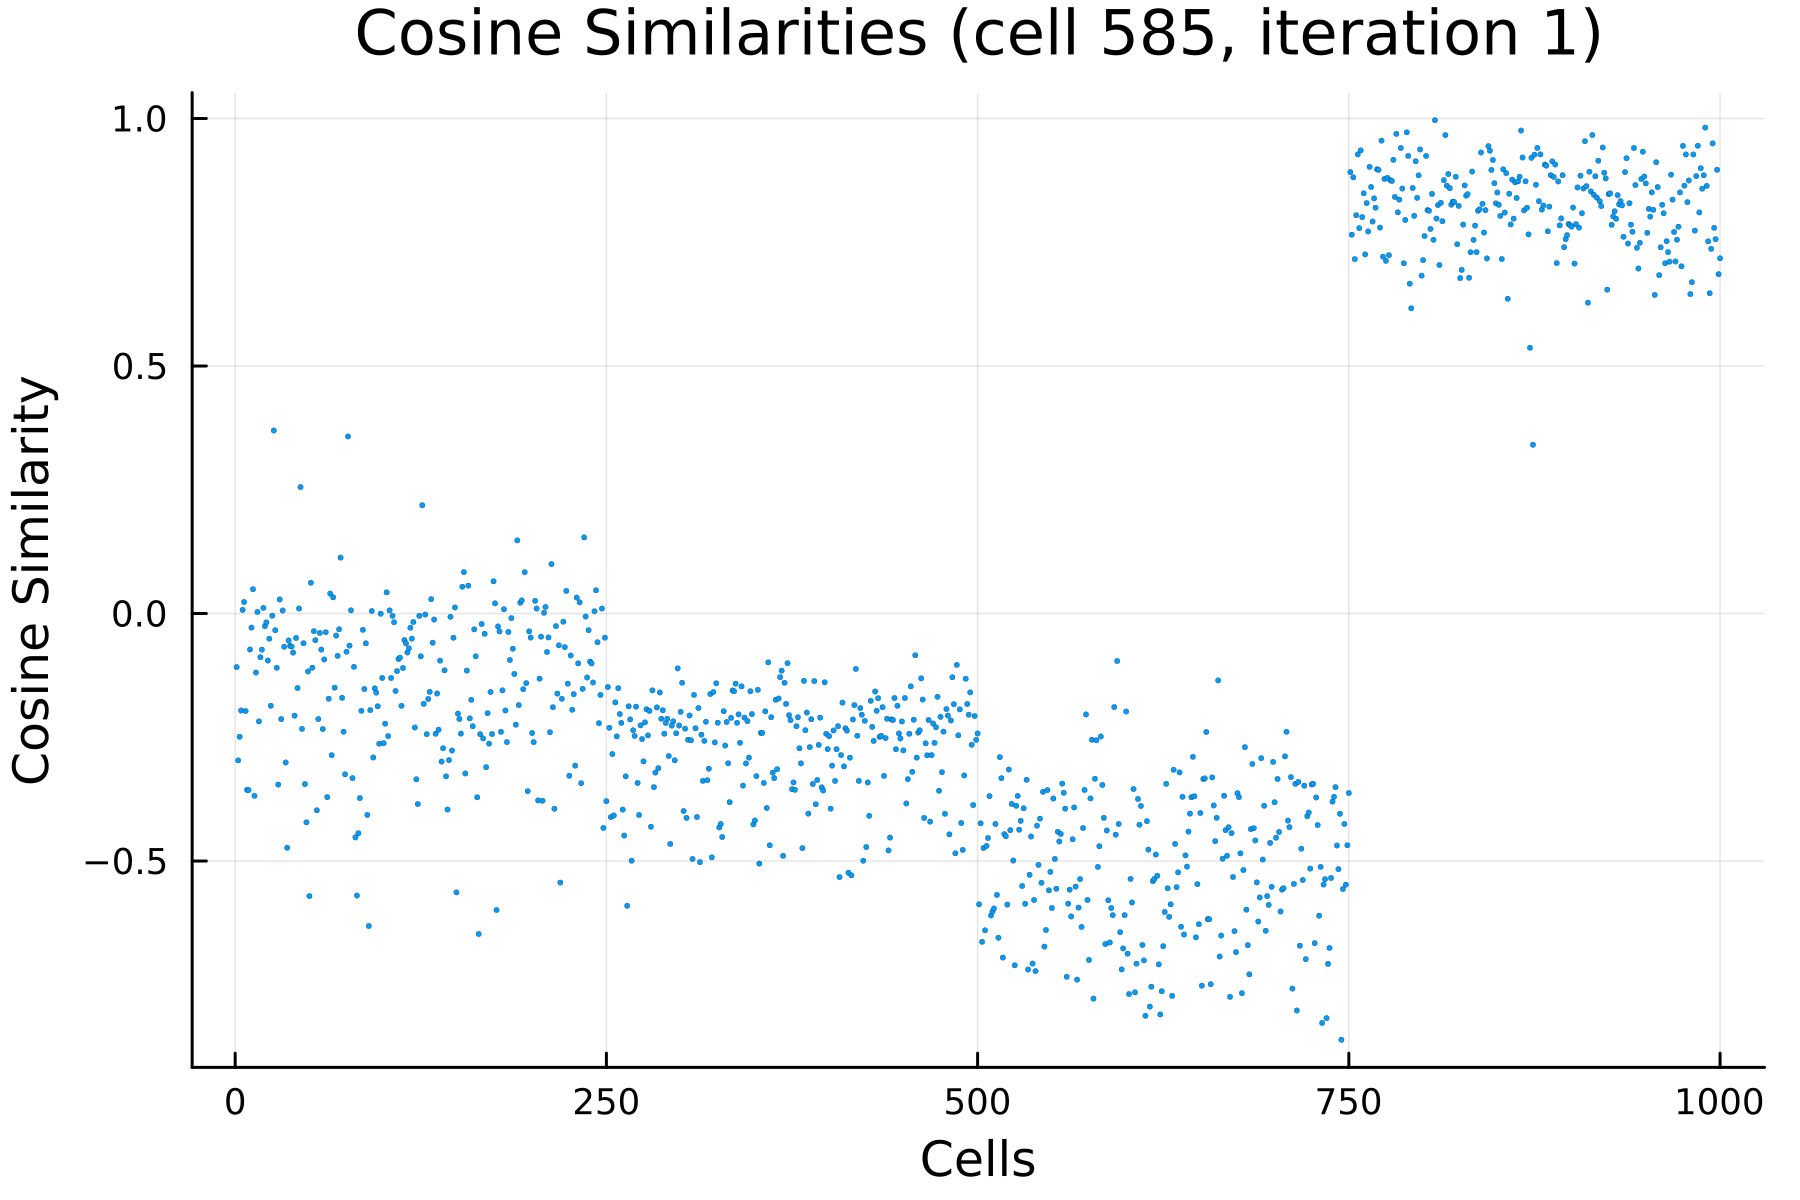 Cosine Similarities (cell 585, iteration 1)
Cosine Similarity
1.0
0.5
0.0
−0.5
0 250 500 750 1000
Cells